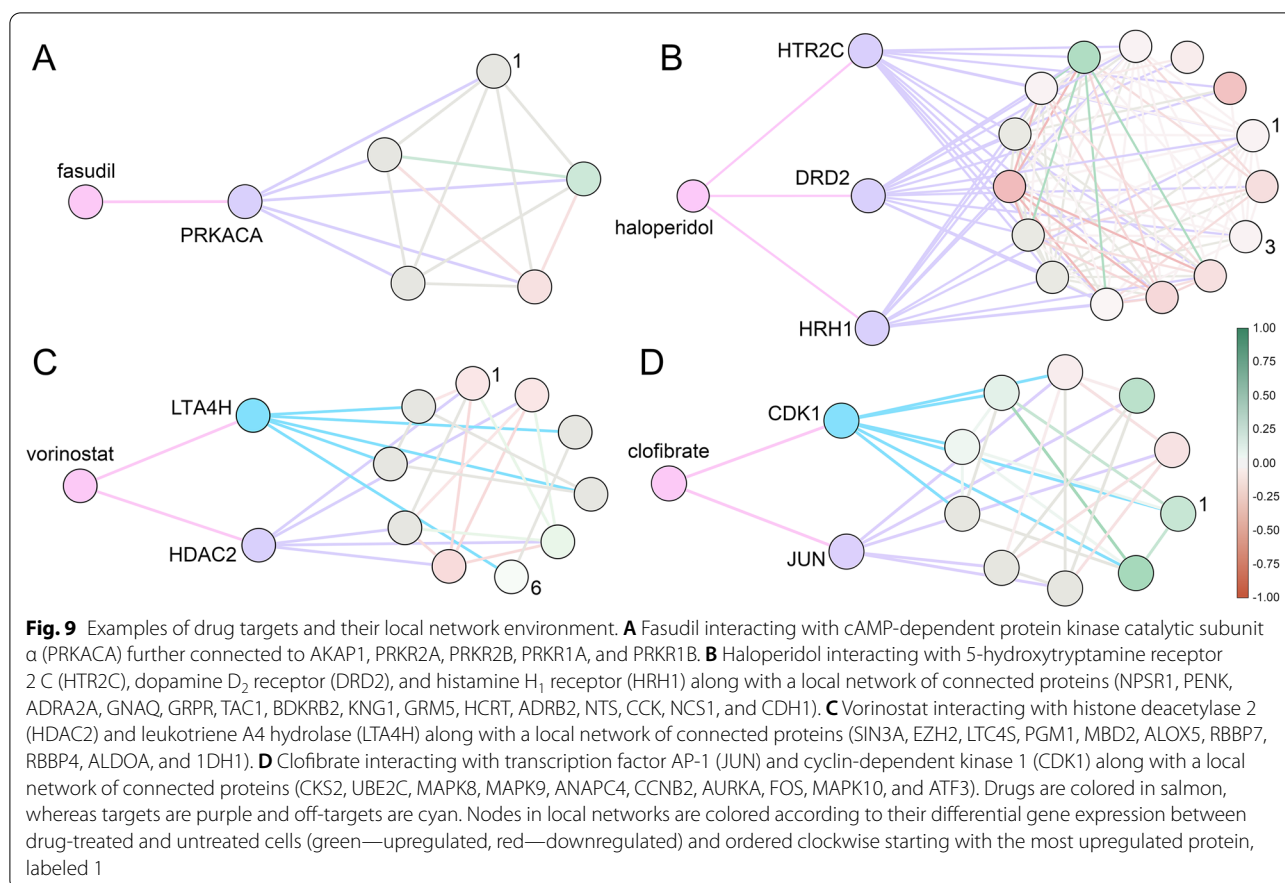 A
1
fasudil
PRKACA
B
HTR2C
DRD2
haloperidol
HRH1
1
3
C
LTA4H
vorinostat
HDAC2
1
6
D
CDK1
clofibrate
JUN
1
1.00
0.75
0.50
0.25
0.00
-0.25
-0.50
-0.75
-1.00
Fig. 9 Examples of drug targets and their local network environment. A Fasudil interacting with cAMP-dependent protein kinase catalytic subunit
α (PRKACA) further connected to AKAP1, PRKR2A, PRKR2B, PRKR1A, and PRKR1B. B Haloperidol interacting with 5-hydroxytryptamine receptor
2 C (HTR2C), dopamine D₂ receptor (DRD2), and histamine H₁ receptor (HRH1) along with a local network of connected proteins (NPSR1, PENK,
ADRA2A, GNAQ, GRPR, TAC1, BDKRB2, KNG1, GRM5, HCRT, ADRB2, NTS, CCK, NCS1, and CDH1). C Vorinostat interacting with histone deacetylase 2
(HDAC2) and leukotriene A4 hydrolase (LTA4H) along with a local network of connected proteins (SIN3A, EZH2, LTC4S, PGM1, MBD2, ALOX5, RBBP7,
RBBP4, ALDOA, and 1DH1). D Clofibrate interacting with transcription factor AP-1 (JUN) and cyclin-dependent kinase 1 (CDK1) along with a local
network of connected proteins (CKS2, UBE2C, MAPK8, MAPK9, ANAPC4, CCNB2, AURKA, FOS, MAPK10, and ATF3). Drugs are colored in salmon,
whereas targets are purple and off-targets are cyan. Nodes in local networks are colored according to their differential gene expression between
drug-treated and untreated cells (green—upregulated, red—downregulated) and ordered clockwise starting with the most upregulated protein,
labeled 1